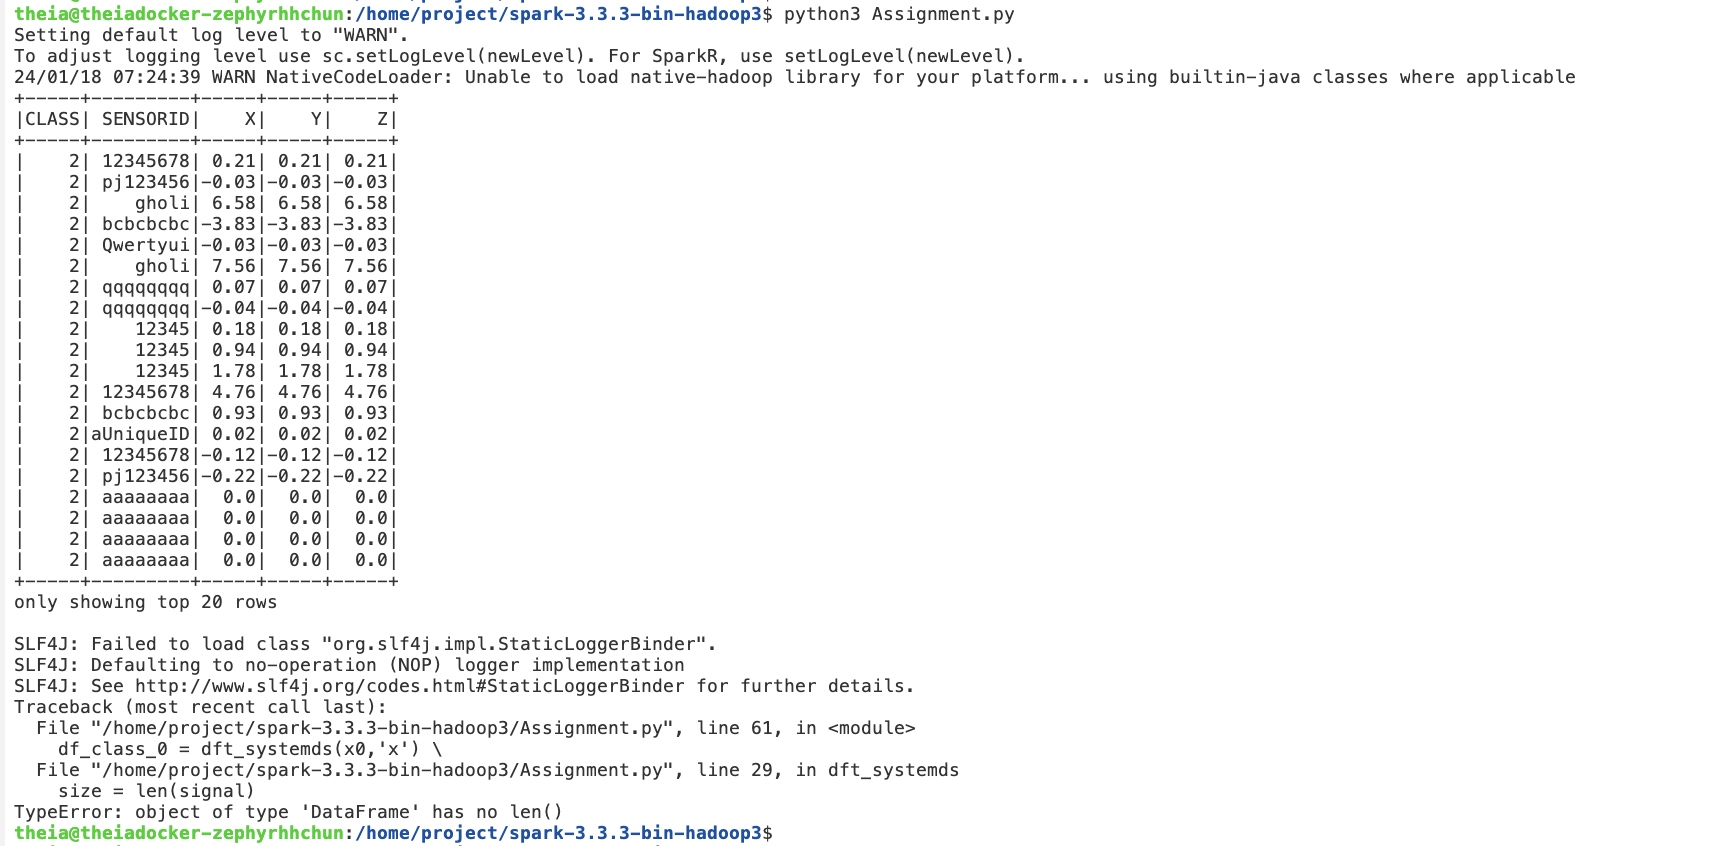 theia@theiadocker-zephyrhhchun:/home/project/spark-3.3.3-bin-hadoop3$ python3 Assignment.py
Setting default log level to "WARN".
To adjust logging level use sc.setLogLevel(newLevel). For SparkR, use setLogLevel(newLevel).
24/01/18 07:24:39 WARN NativeCodeLoader: Unable to load native-hadoop library for your platform... using builtin-java classes where applicable
+-----+---------+-----+-----+-----+
|CLASS| SENSORID|    X|    Y|    Z|
+-----+---------+-----+-----+-----+
|    2| 12345678| 0.21| 0.21| 0.21|
|    2| pj123456|-0.03|-0.03|-0.03|
|    2|    gholi| 6.58| 6.58| 6.58|
|    2| bcbcbcbc|-3.83|-3.83|-3.83|
|    2| Qwertyui|-0.03|-0.03|-0.03|
|    2|    gholi| 7.56| 7.56| 7.56|
|    2| qqqqqqqq| 0.07| 0.07| 0.07|
|    2| qqqqqqqq|-0.04|-0.04|-0.04|
|    2|    12345| 0.18| 0.18| 0.18|
|    2|    12345| 0.94| 0.94| 0.94|
|    2|    12345| 1.78| 1.78| 1.78|
|    2| 12345678| 4.76| 4.76| 4.76|
|    2| bcbcbcbc| 0.93| 0.93| 0.93|
|    2|aUniqueID| 0.02| 0.02| 0.02|
|    2| 12345678|-0.12|-0.12|-0.12|
|    2| pj123456|-0.22|-0.22|-0.22|
|    2| aaaaaaaa|  0.0|  0.0|  0.0|
|    2| aaaaaaaa|  0.0|  0.0|  0.0|
|    2| aaaaaaaa|  0.0|  0.0|  0.0|
|    2| aaaaaaaa|  0.0|  0.0|  0.0|
+-----+---------+-----+-----+-----+
only showing top 20 rows

SLF4J: Failed to load class "org.slf4j.impl.StaticLoggerBinder".
SLF4J: Defaulting to no-operation (NOP) logger implementation
SLF4J: See http://www.slf4j.org/codes.html#StaticLoggerBinder for further details.
Traceback (most recent call last):
  File "/home/project/spark-3.3.3-bin-hadoop3/Assignment.py", line 61, in <module>
    df_class_0 = dft_systemds(x0,'x') \
  File "/home/project/spark-3.3.3-bin-hadoop3/Assignment.py", line 29, in dft_systemds
    size = len(signal)
TypeError: object of type 'DataFrame' has no len()
theia@theiadocker-zephyrhhchun:/home/project/spark-3.3.3-bin-hadoop3$